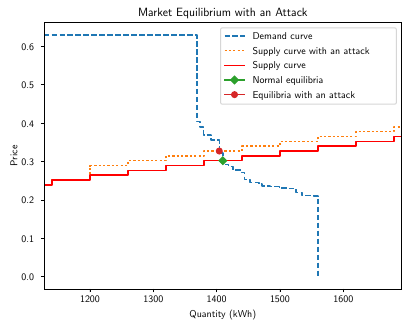 Market Equilibrium with an Attack
Demand curve
Supply curve with an attack
Supply curve
Normal equilibria
Equilibria with an attack
Price
0.6
0.5
0.4
0.3
0.2
0.1
0.0
1200 1300 1400 1500 1600
Quantity (kWh)